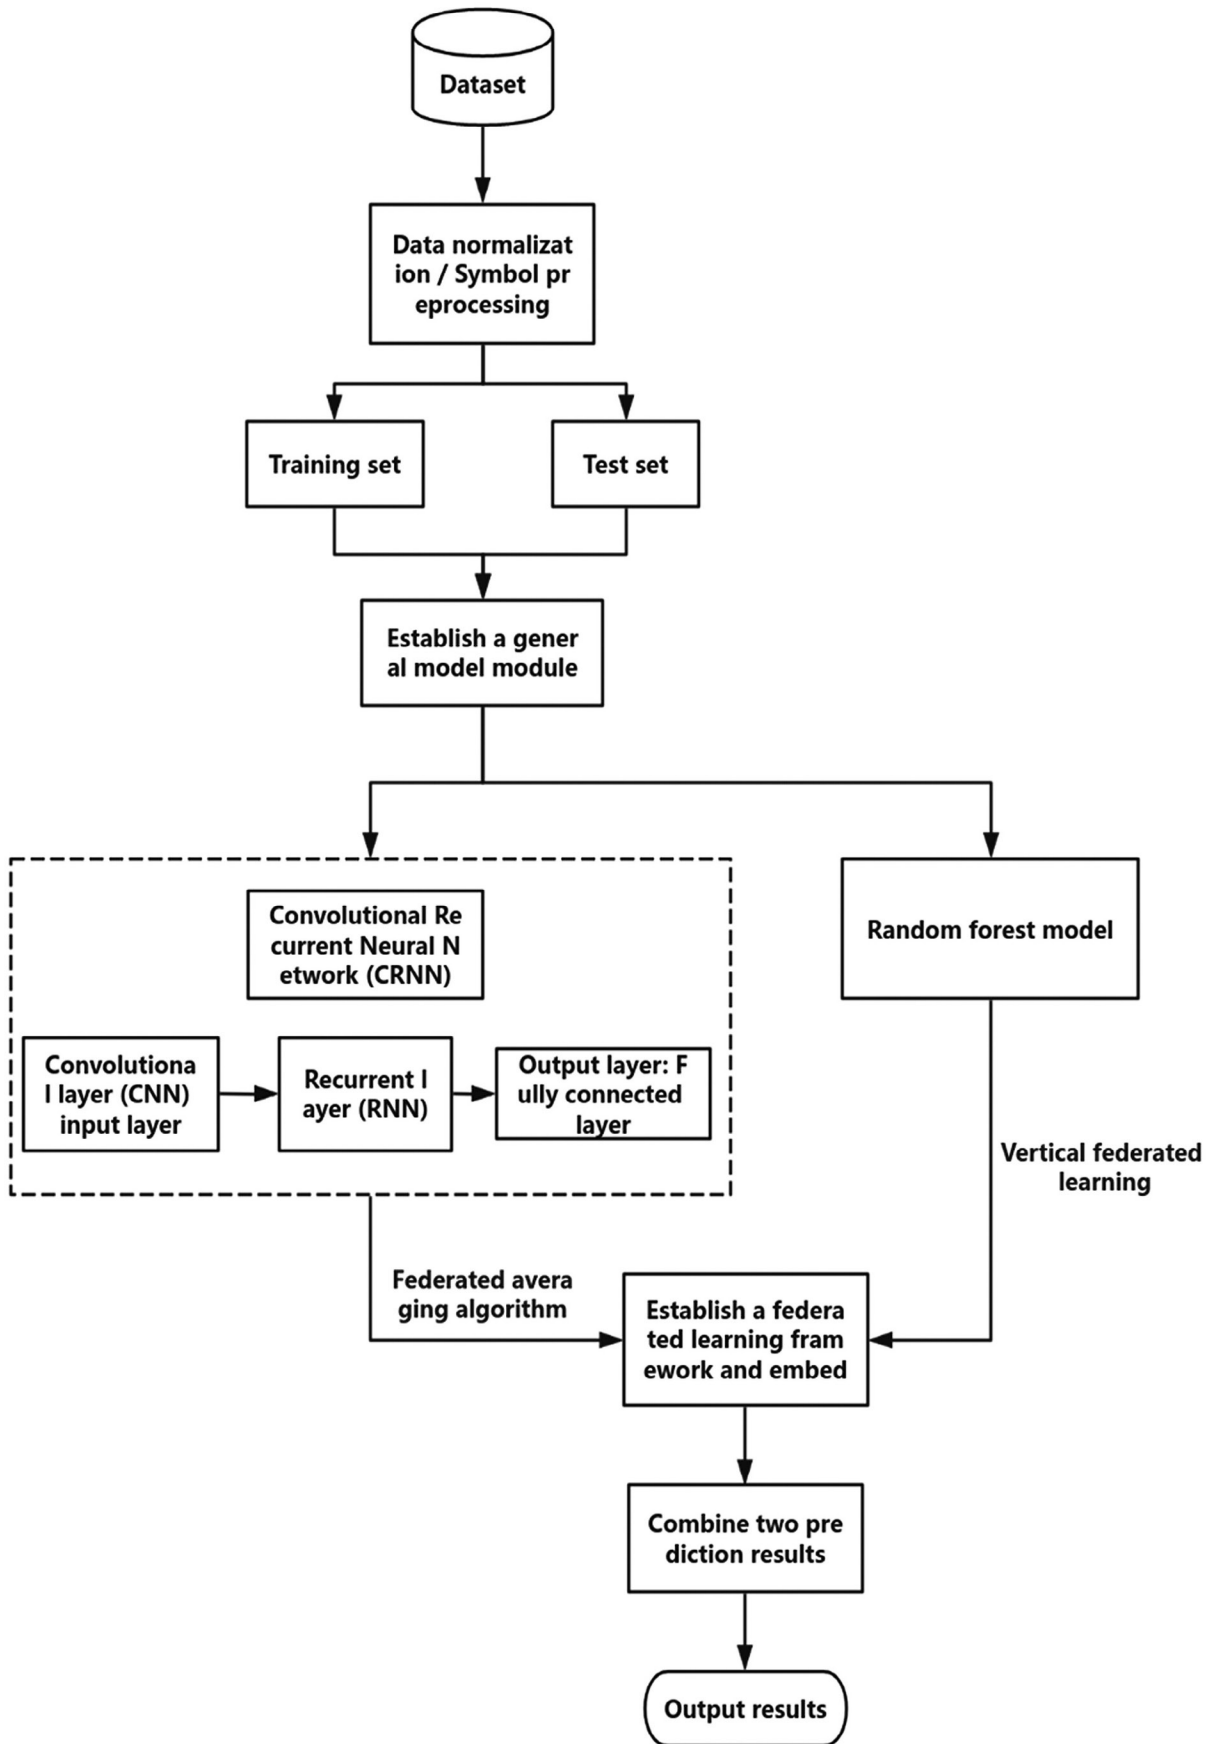 Dataset
Data normalizat
ion / Symbol pr
eprocessing
Training set
Test set
Establish a gener
al model module
Convolutional Re
current Neural N
etwork (CRNN)
Random forest model
Convolutiona
l layer (CNN)
input layer
Recurrent l
ayer (RNN)
Output layer: F
ully connected
layer
Vertical federated
learning
Federated avera
ging algorithm
Establish a federa
ted learning fram
ework and embed
Combine two pre
diction results
Output results